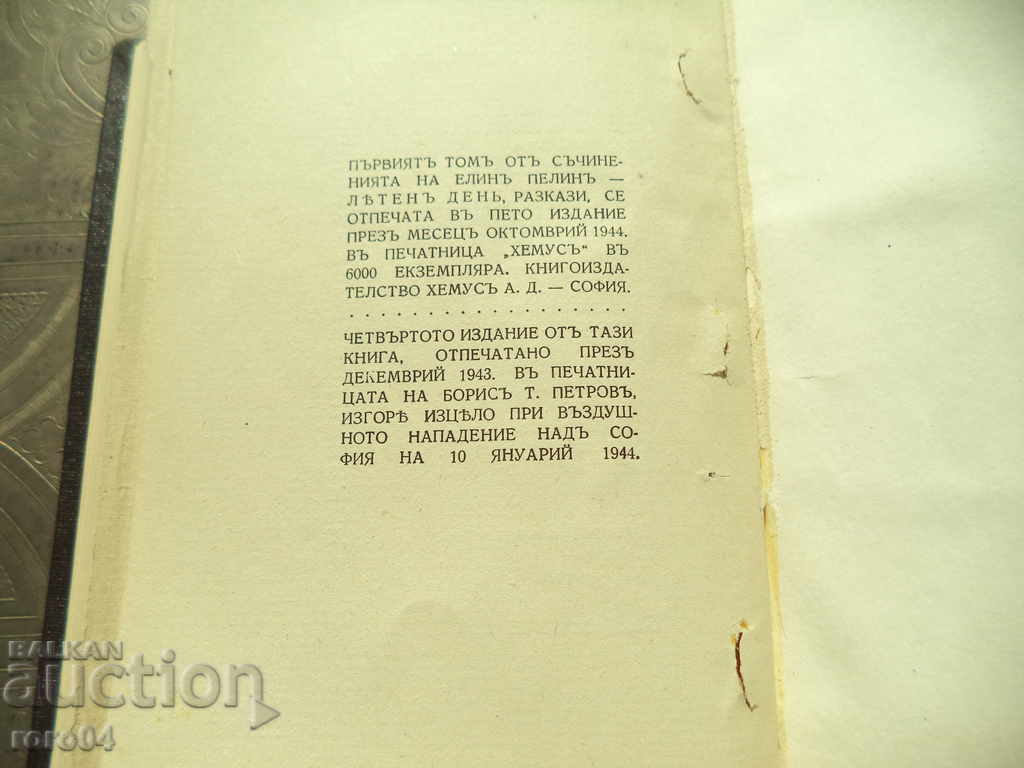 ПЪРВИЯТЪ ТОМЪ ОТЪ СЪЧИНЕ-
НИЯТА НА ЕЛИНЪ ПЕЛИНЪ —
ЛѢТЕНЪ ДЕНЬ, РАЗКАЗИ, СЕ
ОТПЕЧАТА ВЪ ПЕТО ИЗДАНИЕ
ПРЕЗЪ МЕСЕЦЪ ОКТОМВРИЙ 1944.
ВЪ ПЕЧАТНИЦА „ХЕМУСЪ“ ВЪ
6000 ЕКЗЕМПЛЯРА. КНИГОИЗДА-
ТЕЛСТВО ХЕМУСЪ А. Д. — СОФИЯ.
. . . . . . . . . . . . . . . . . .
ЧЕТВЪРТОТО ИЗДАНИЕ ОТЪ ТАЗИ
КНИГА, ОТПЕЧАТАНО ПРЕЗЪ
ДЕКЕМВРИЙ 1943. ВЪ ПЕЧАТНИ-
ЦАТА НА БОРИСЪ Т. ПЕТРОВЪ,
ИЗГОРѢ ИЗЦѢЛО ПРИ ВЪЗДУШ-
НОТО НАПАДЕНИЕ НАДЪ СО-
ФИЯ НА 10 ЯНУАРИЙ 1944.
BALKAN
auction
roro04